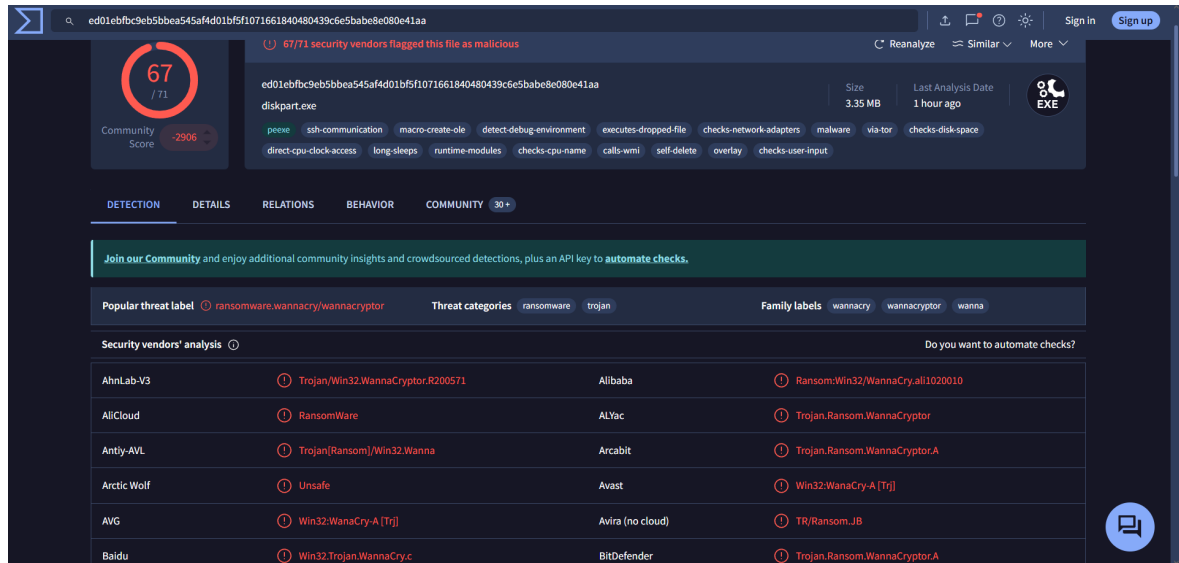 ed01ebfbc9eb5bbea545af4d01bf5f1071661840480439c6e5babe8e080e41aa
Sign in
Sign up
67
/ 71
Community
Score
-2906
67/71 security vendors flagged this file as malicious
Reanalyze
Similar
More
ed01ebfbc9eb5bbea545af4d01bf5f1071661840480439c6e5babe8e080e41aa
diskpart.exe
Size
3.35 MB
Last Analysis Date
1 hour ago
EXE
peexe ssh-communication macro-create-ole detect-debug-environment executes-dropped-file checks-network-adapters malware via-tor checks-disk-space
direct-cpu-clock-access long-sleeps runtime-modules checks-cpu-name calls-wmi self-delete overlay checks-user-input
DETECTION DETAILS RELATIONS BEHAVIOR COMMUNITY 30 +
Join our Community and enjoy additional community insights and crowdsourced detections, plus an API key to automate checks.
Popular threat label ransomware.wannacry/wannacryptor Threat categories ransomware trojan Family labels wannacry wannacryptor wanna
Security vendors' analysis Do you want to automate checks?
AhnLab-V3 Trojan/Win32.WannaCryptor.R200571 Alibaba Ransom:Win32/WannaCry.ali1020010
AliCloud RansomWare ALYac Trojan.Ransom.WannaCryptor
Antiy-AVL Trojan[Ransom]/Win32.Wanna Arcabit Trojan.Ransom.WannaCryptor.A
Arctic Wolf Unsafe Avast Win32:WanaCry-A [Trj]
AVG Win32:WanaCry-A [Trj] Avira (no cloud) TR/Ransom.JB
Baidu Win32.Trojan.WannaCry.c BitDefender Trojan.Ransom.WannaCryptor.A